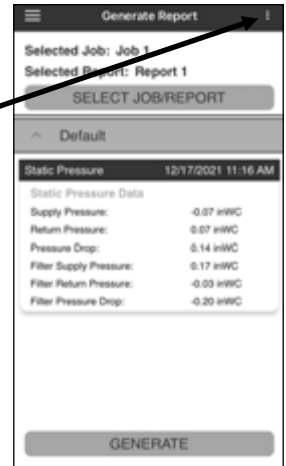 Generate Report
Selected Job: Job 1
Selected Report: Report 1
SELECT JOB/REPORT
Default
Static Pressure 12/17/2021 11:16 AM
Static Pressure Data
Supply Pressure: -0.07 inWC
Return Pressure: 0.07 inWC
Pressure Drop: 0.14 inWC
Filter Supply Pressure: 0.17 inWC
Filter Return Pressure: -0.03 inWC
Filter Pressure Drop: -0.20 inWC
GENERATE